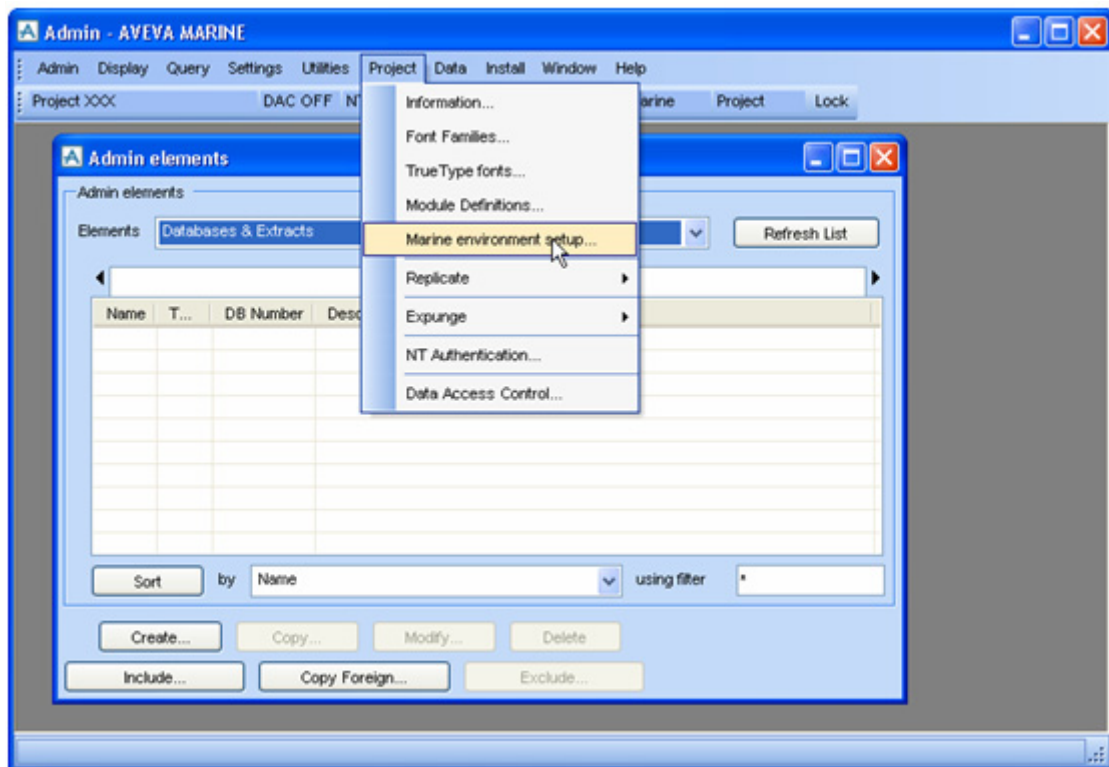 Admin - AVEVA MARINE
Admin Display Query Settings Utilities Project Data Install Window Help
Project XXX DAC OFF Project Lock
Information...
Font Families...
TrueType fonts...
Module Definitions...
Marine environment setup...
Replicate
Expunge
NT Authentication...
Data Access Control...
Admin elements
Admin elements
Elements Databases & Extracts Refresh List
Name T... DB Number
Sort by Name using filter *
Create... Copy... Modify... Delete
Include... Copy Foreign... Exclude...